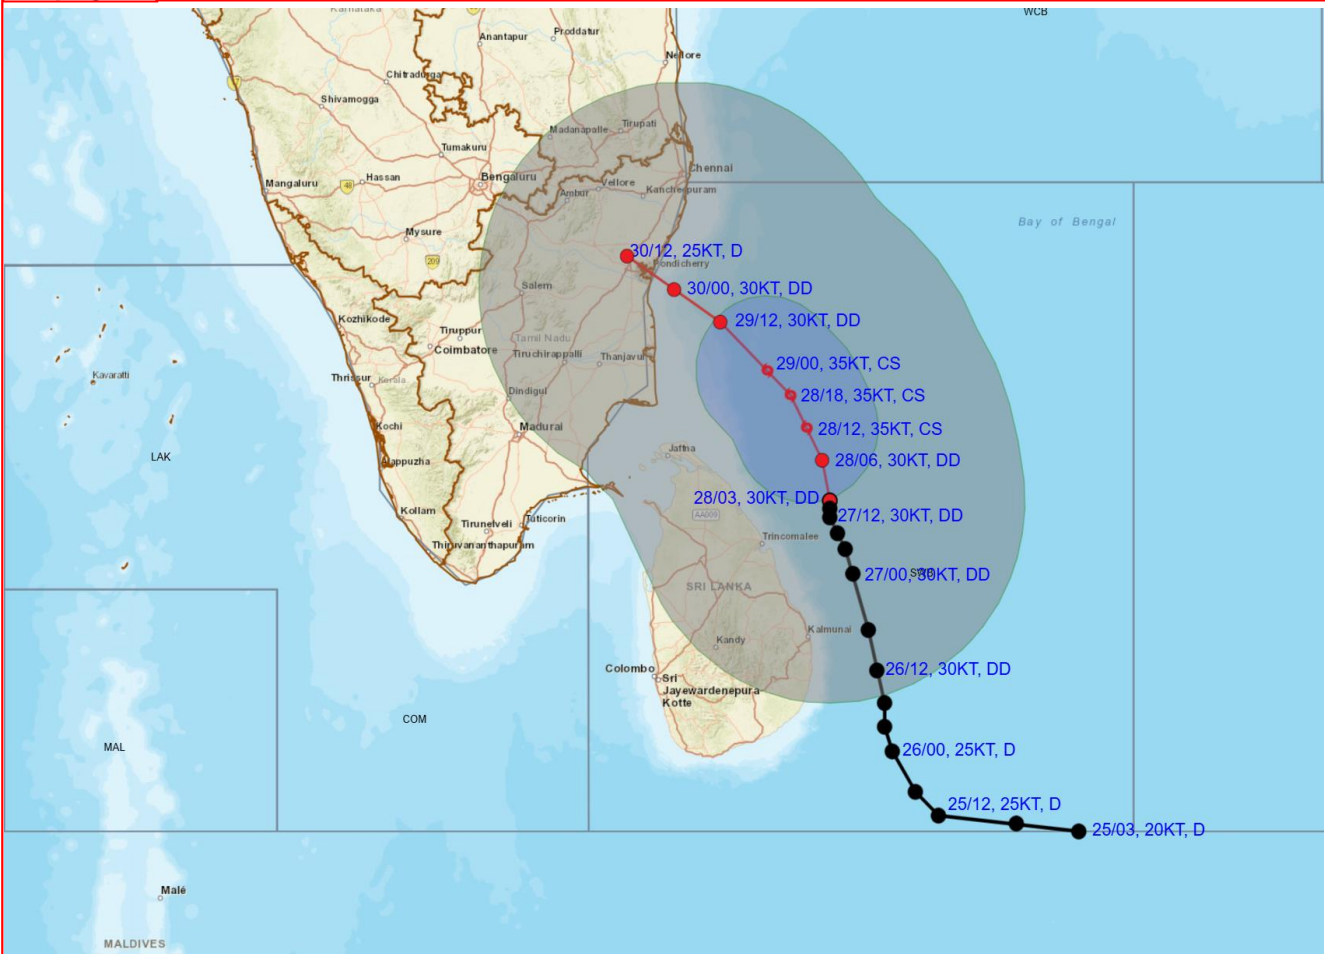 Karnataka
WCB
Anantapur
Proddatur
Nellore
Chitradurga
Shivamogga
Madanapalle
Tirupati
Tumakuru
Chennai
Hassan
48
Bengaluru
Vellore
Mangaluru
Ambur
Kancheepuram
Mysure
Bay of Bengal
209
30/12, 25KT, D
Pondicherry
Salem
30/00, 30KT, DD
Kozhikode
29/12, 30KT, DD
Tiruppur
Tamil Nadu
Coimbatore
Tiruchirappalli
Thanjavur
29/00, 35KT, CS
Kavaratti
Thrissur
Kerala
Dindigul
28/18, 35KT, CS
Kochi
Madurai
28/12, 35KT, CS
LAK
Alappuzha
Jaffna
28/06, 30KT, DD
28/03, 30KT, DD
Kollam
AA009
27/12, 30KT, DD
Tirunelveli
Tuticorin
Thiruvananthapuram
Trincomalee
27/00, 30KT, DD
SRI LANKA
Kalmunai
Kandy
Colombo
Sri
Jayewardenepura
Kotte
26/12, 30KT, DD
COM
MAL
26/00, 25KT, D
25/12, 25KT, D
25/03, 20KT, D
Malé
MALDIVES